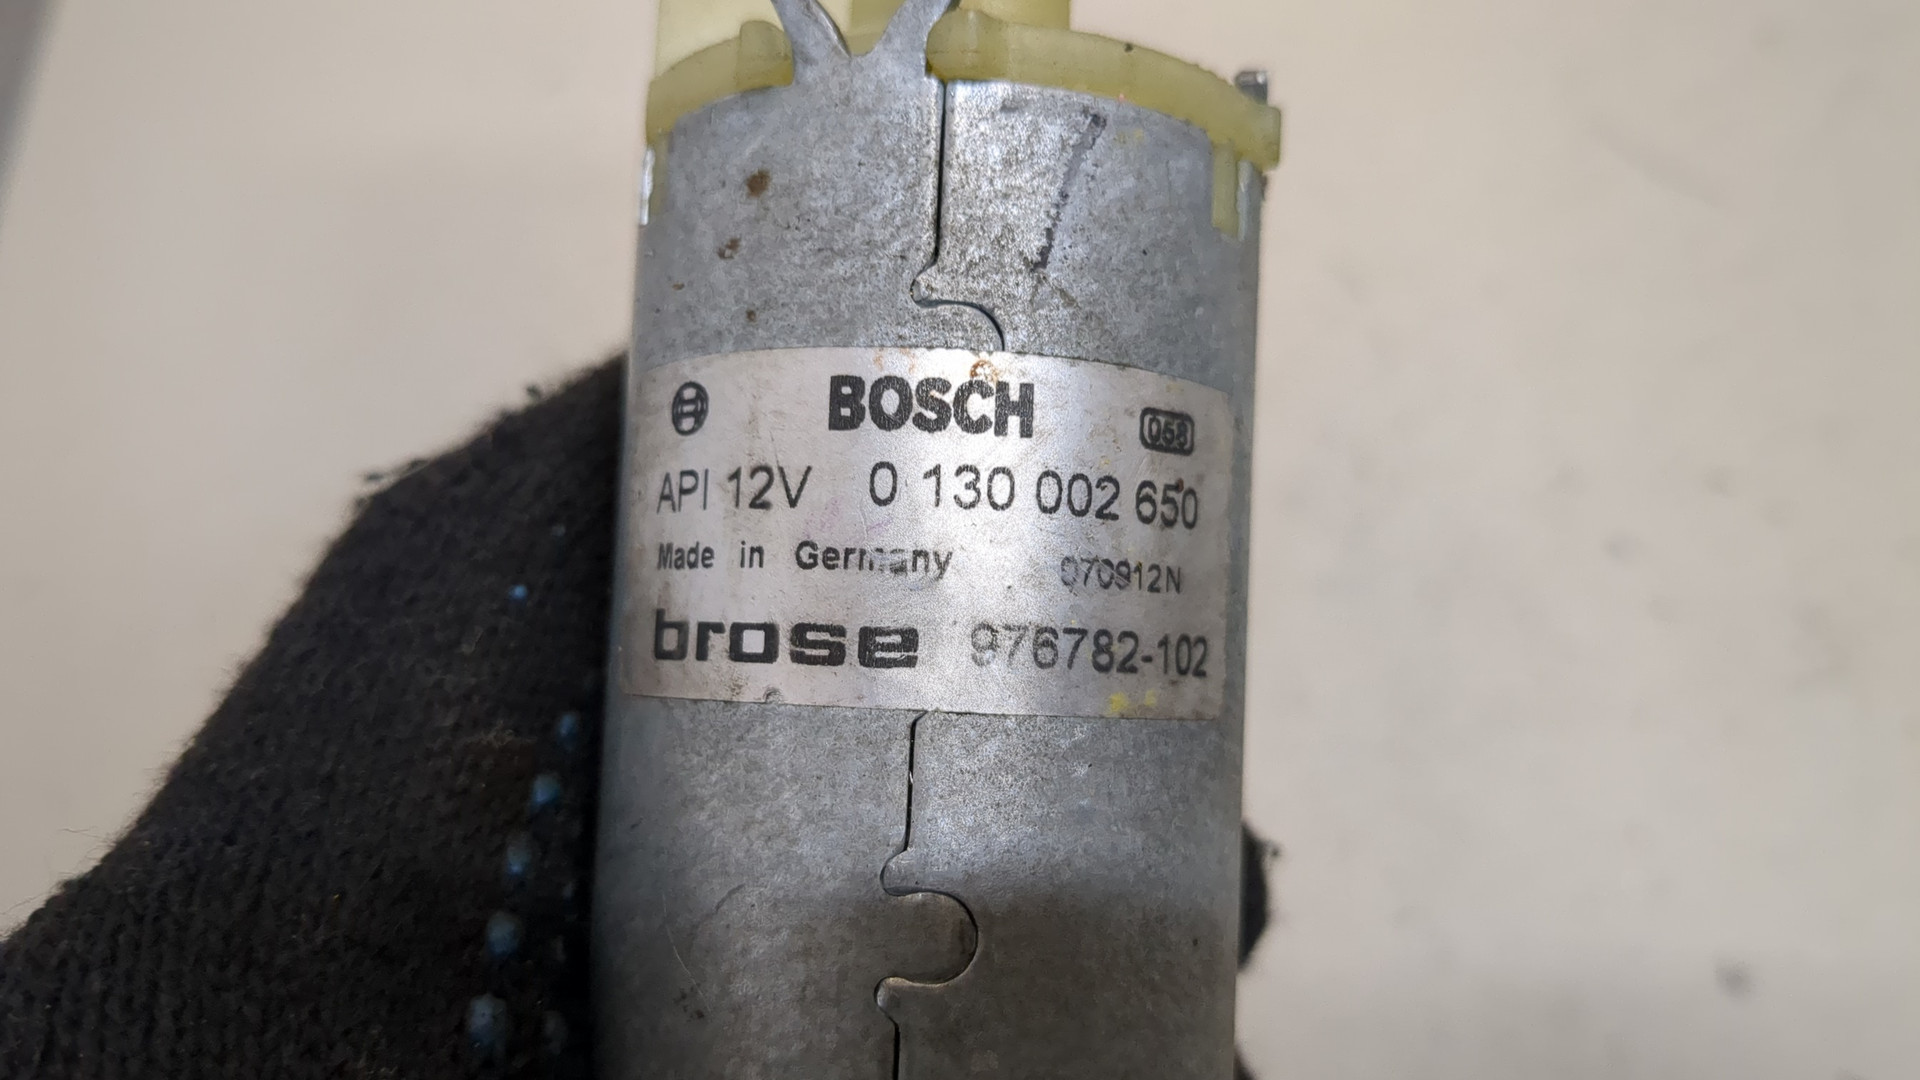 BOSCH 058
API 12V 0 130 002 650
Made in Germany 070912N
brose 976782-102